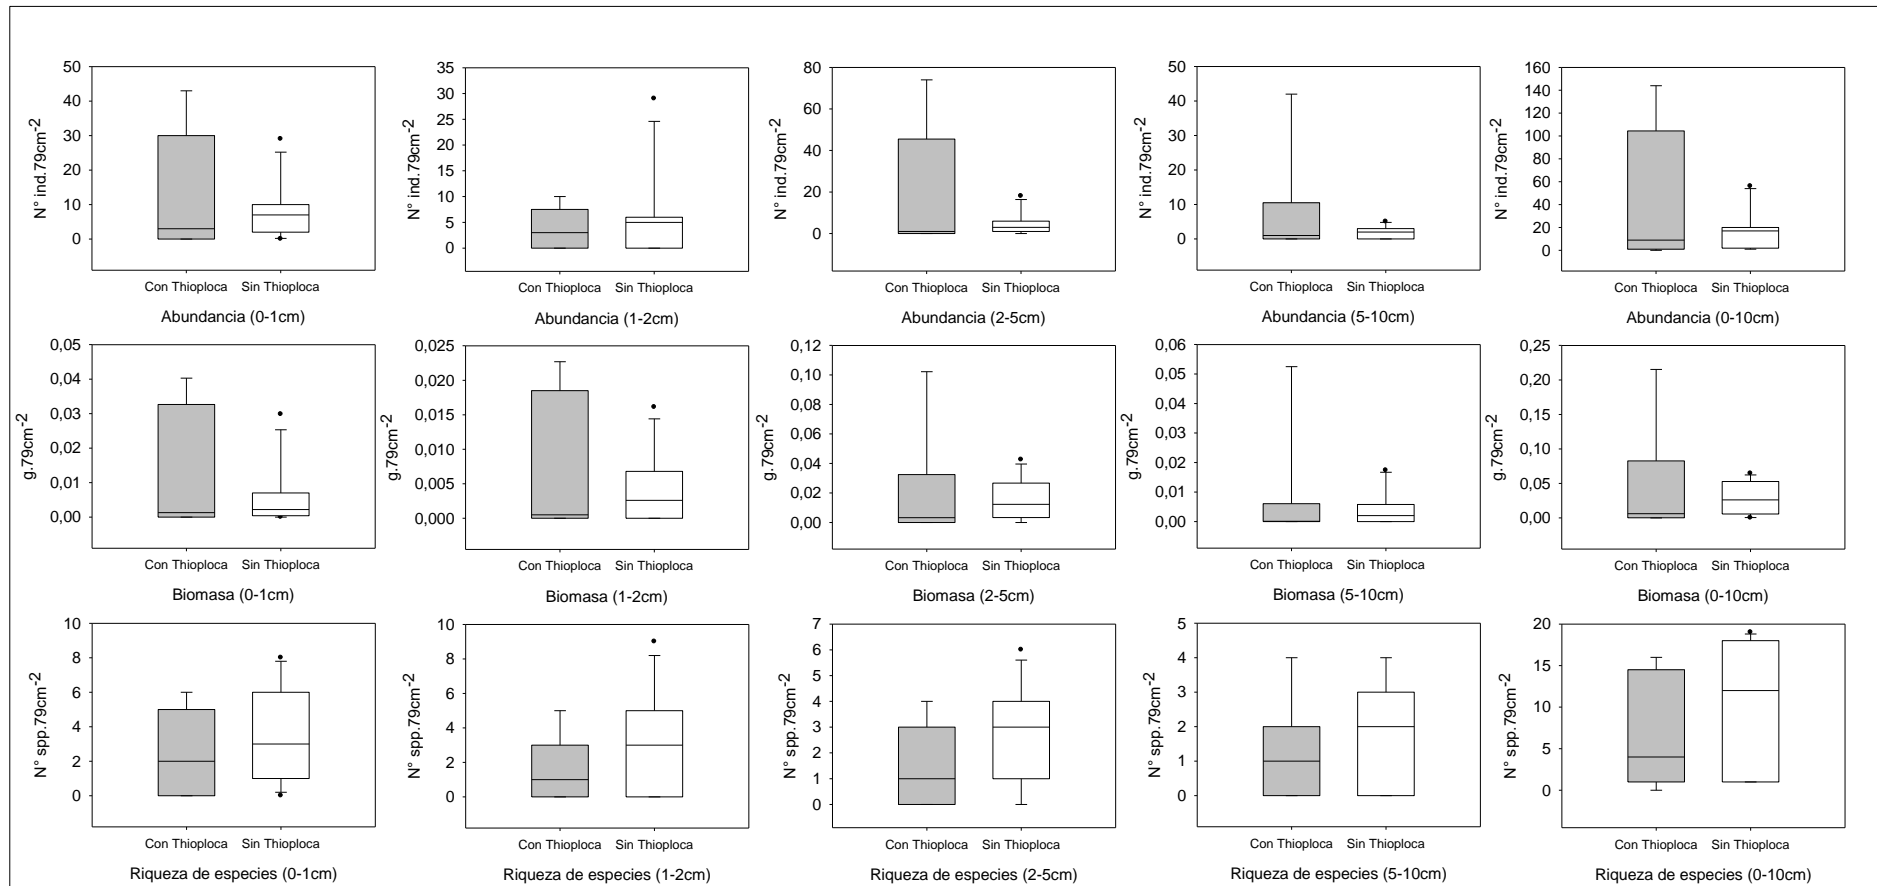 50
40
30
20
10
0
N° ind.79cm-2
Con Thioploca Sin Thioploca
Abundancia (0-1cm)
35
30
25
20
15
10
5
0
N° ind.79cm-2
Con Thioploca Sin Thioploca
Abundancia (1-2cm)
80
60
40
20
0
N° ind.79cm-2
Con Thioploca Sin Thioploca
Abundancia (2-5cm)
50
40
30
20
10
0
N° ind.79cm-2
Con Thioploca Sin Thioploca
Abundancia (5-10cm)
160
140
120
100
80
60
40
20
0
N° ind.79cm-2
Con Thioploca Sin Thioploca
Abundancia (0-10cm)
0,05
0,04
0,03
0,02
0,01
0,00
g.79cm-2
Con Thioploca Sin Thioploca
Biomasa (0-1cm)
0,025
0,020
0,015
0,010
0,005
0,000
g.79cm-2
Con Thioploca Sin Thioploca
Biomasa (1-2cm)
0,12
0,10
0,08
0,06
0,04
0,02
0,00
g.79cm-2
Con Thioploca Sin Thioploca
Biomasa (2-5cm)
0,06
0,05
0,04
0,03
0,02
0,01
0,00
g.79cm-2
Con Thioploca Sin Thioploca
Biomasa (5-10cm)
0,25
0,20
0,15
0,10
0,05
0,00
g.79cm-2
Con Thioploca Sin Thioploca
Biomasa (0-10cm)
10
8
6
4
2
0
N° spp.79cm-2
Con Thioploca Sin Thioploca
Riqueza de especies (0-1cm)
10
8
6
4
2
0
N° spp.79cm-2
Con Thioploca Sin Thioploca
Riqueza de especies (1-2cm)
7
6
5
4
3
2
1
0
N° spp.79cm-2
Con Thioploca Sin Thioploca
Riqueza de especies (2-5cm)
5
4
3
2
1
0
N° spp.79cm-2
Con Thioploca Sin Thioploca
Riqueza de especies (5-10cm)
20
15
10
5
0
N° spp.79cm-2
Con Thioploca Sin Thioploca
Riqueza de especies (0-10cm)